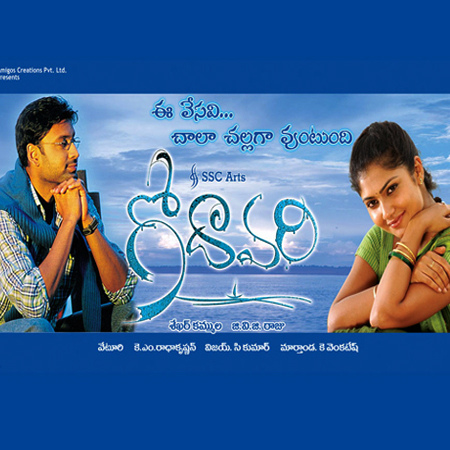 Amigos Creations Pvt. Ltd.
Presents
ఈ వేసవి...
చాలా చల్లగా వుంటుంది
SSC Arts
గోదావరి
శేఖర్ కమ్ముల జి.వి.జి. రాజు
వేటూరి కె.ఎం.రాధాకృష్ణన్ విజయ్. సి కుమార్ మార్తాండ. కె వెంకటేష్